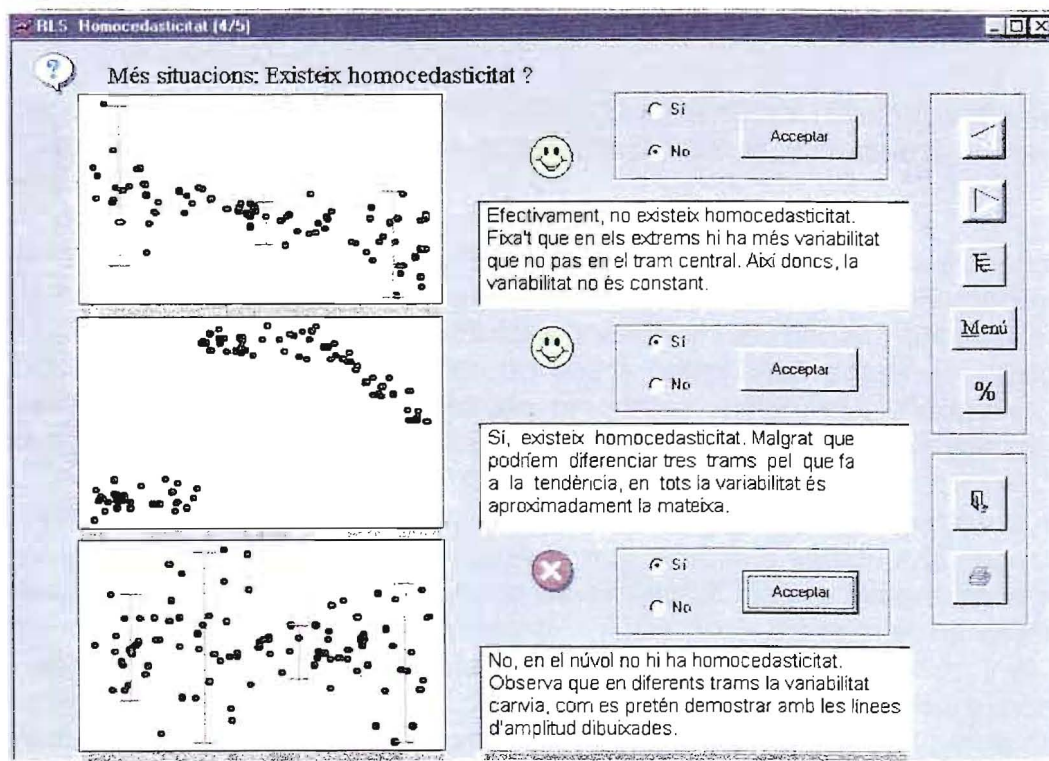 RLS Homocedasticitat (4/5)
Més situacions: Existeix homocedasticitat ?
Sí
No
Acceptar
Efectivament, no existeix homocedasticitat.
Fixa't que en els extrems hi ha més variabilitat
que no pas en el tram central. Així doncs, la
variabilitat no és constant.
Sí
No
Acceptar
Sí, existeix homocedasticitat. Malgrat que
podríem diferenciar tres trams pel que fa
a la tendència, en tots la variabilitat és
aproximadament la mateixa.
Sí
No
Acceptar
No, en el núvol no hi ha homocedasticitat.
Observa que en diferents trams la variabilitat
canvia, com es pretén demostrar amb les línees
d'amplitud dibuixades.
Menú
%